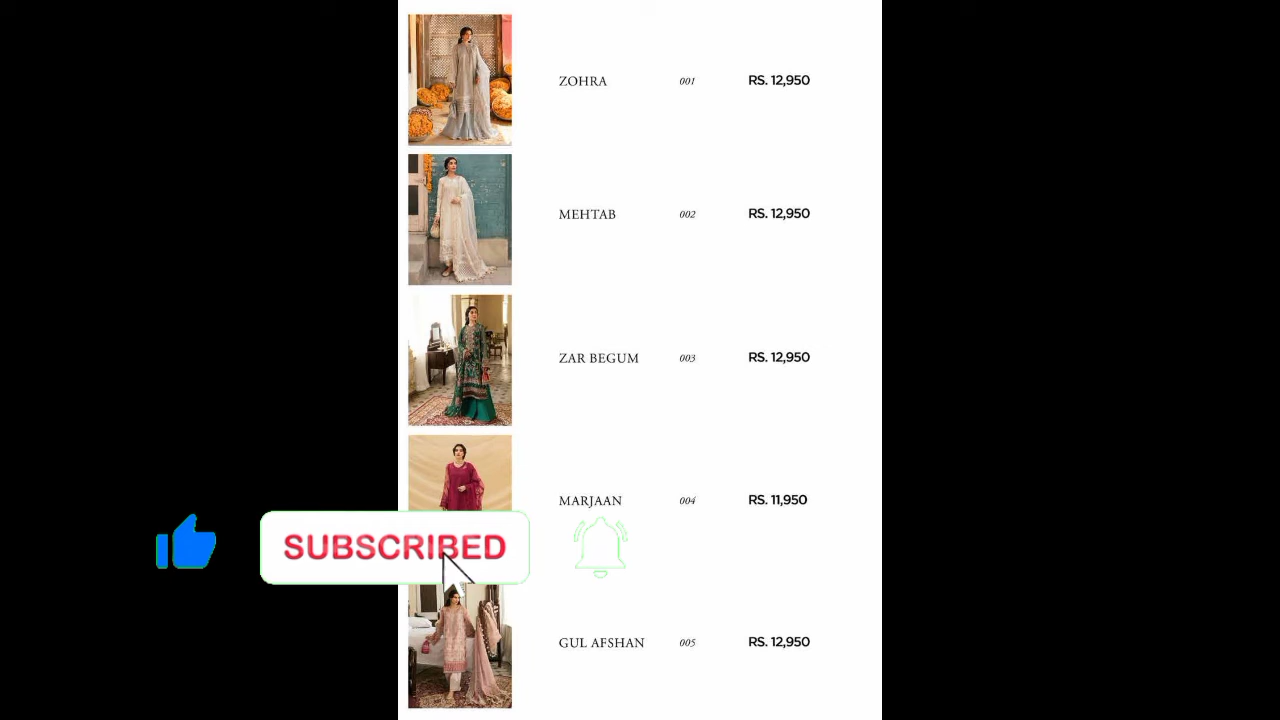 ZOHRA 001 RS. 12,950
MEHTAB 002 RS. 12,950
ZAR BEGUM 003 RS. 12,950
MARJAAN 004 RS. 11,950
SUBSCRIBED
GUL AFSHAN 005 RS. 12,950